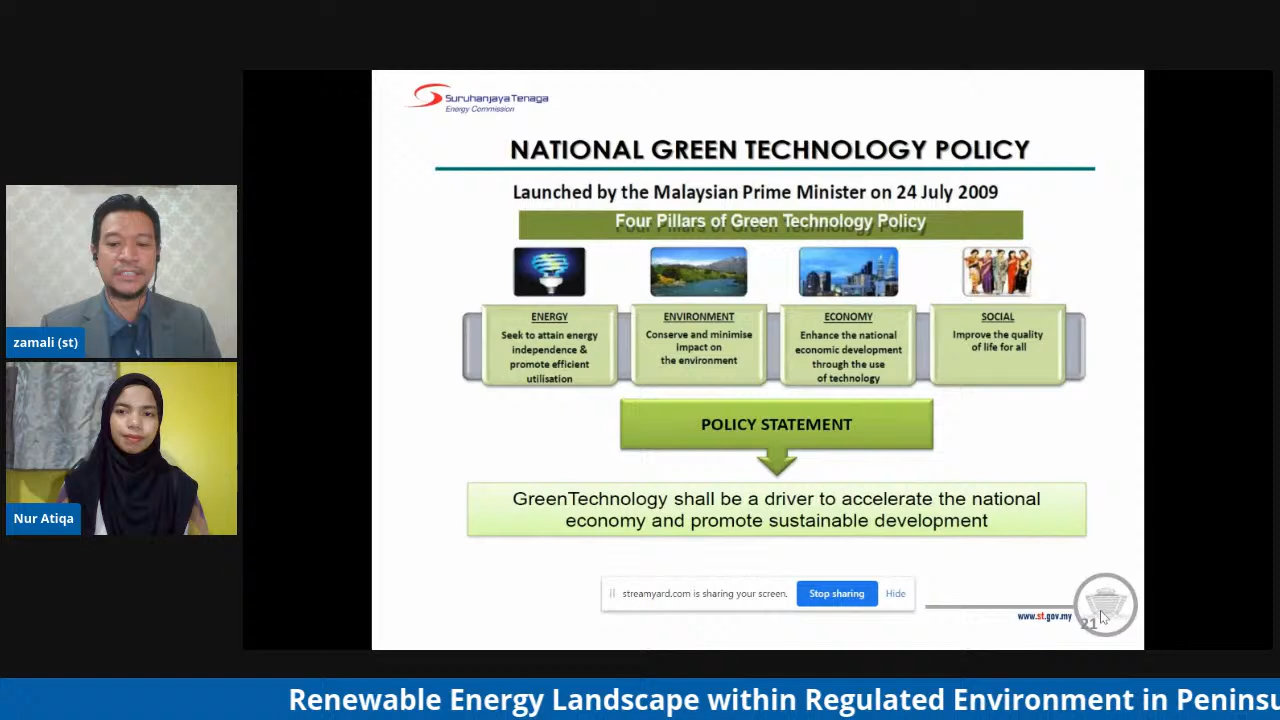 Suruhanjaya Tenaga
Energy Commission
NATIONAL GREEN TECHNOLOGY POLICY
Launched by the Malaysian Prime Minister on 24 July 2009
Four Pillars of Green Technology Policy
ENERGY
Seek to attain energy
independence &
promote efficient
utilisation
ENVIRONMENT
Conserve and minimise
impact on
the environment
ECONOMY
Enhance the national
economic development
through the use
of technology
SOCIAL
Improve the quality
of life for all
POLICY STATEMENT
GreenTechnology shall be a driver to accelerate the national
economy and promote sustainable development
streamyard.com is sharing your screen.
Stop sharing
Hide
www.st.gov.my
21
zamali (st)
Nur Atiqa
Renewable Energy Landscape within Regulated Environment in Peninsu